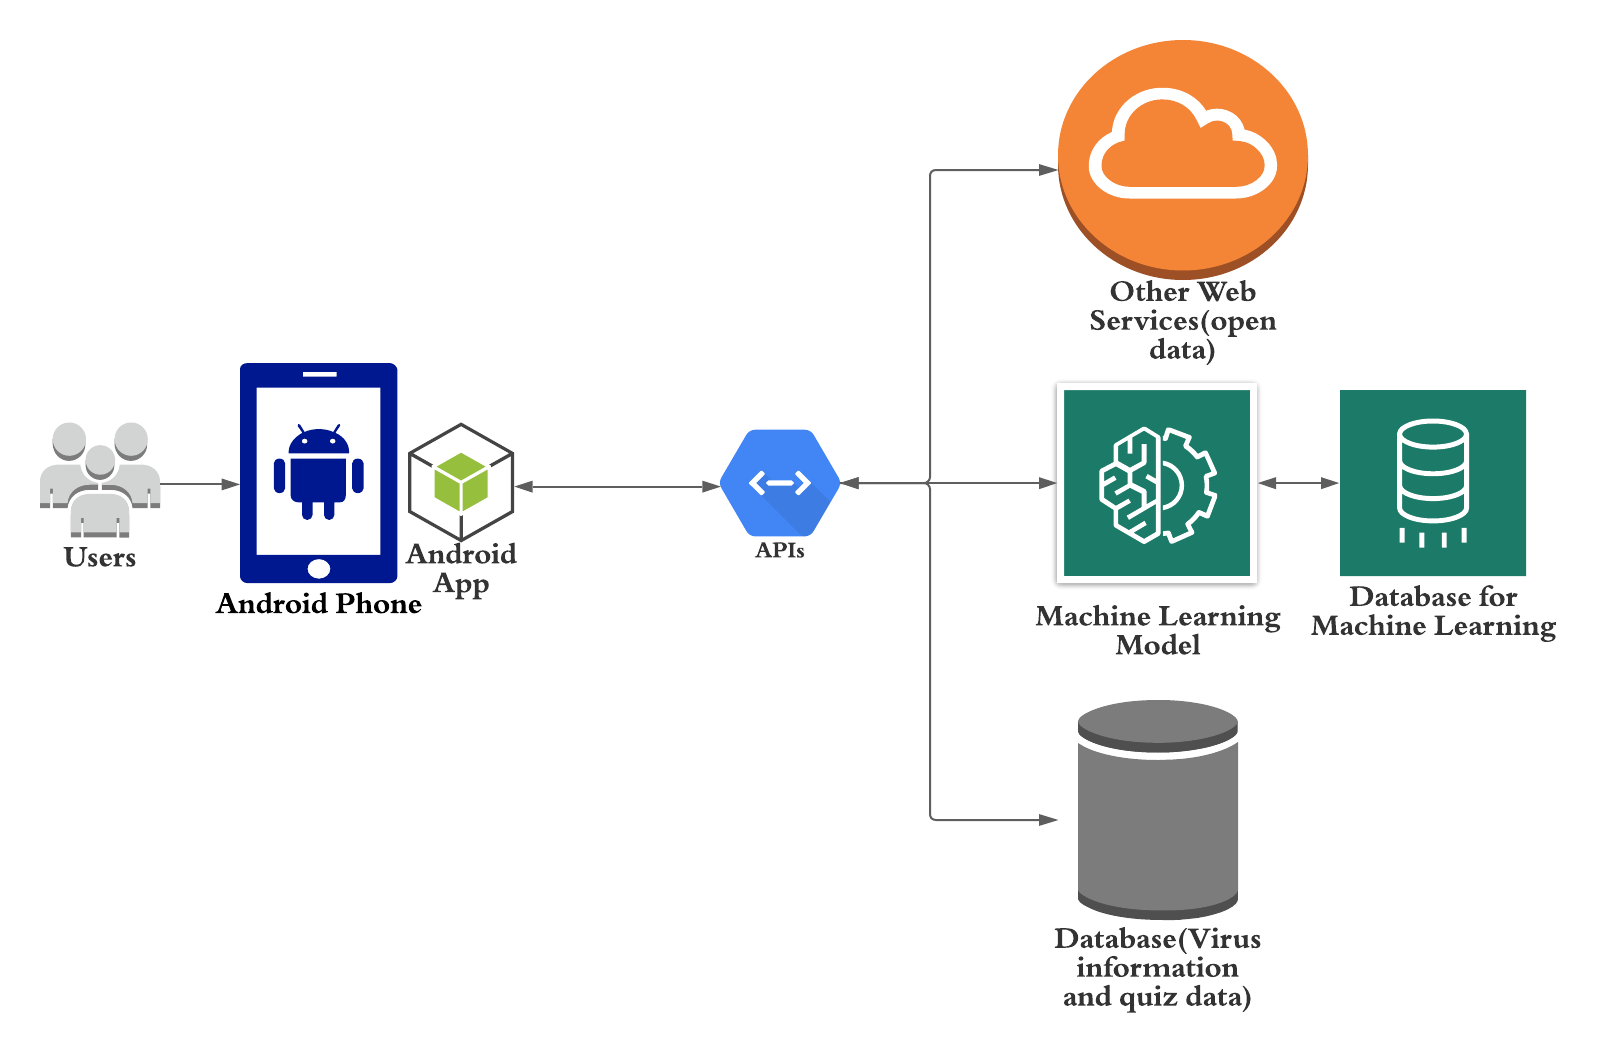 Other Web
Services(open
data)
Users
Android Phone
Android
App
APIs
Machine Learning
Model
Database for
Machine Learning
Database(Virus
information
and quiz data)